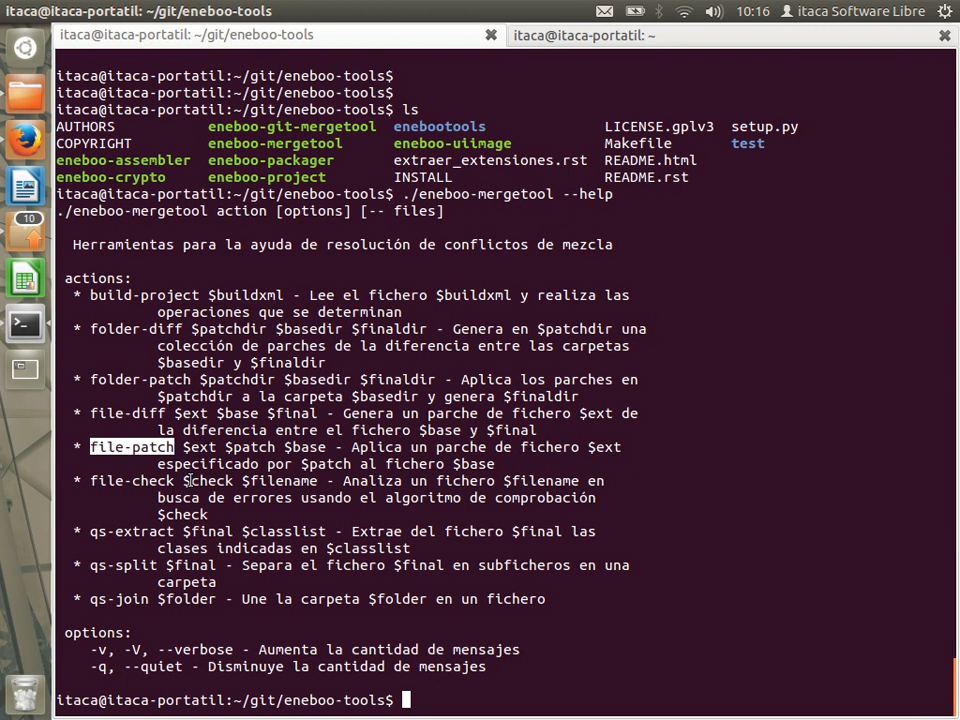 itaca@itaca-portatil: ~/git/eneboo-tools
10:16 itaca Software Libre
itaca@itaca-portatil: ~/git/eneboo-tools
itaca@itaca-portatil: ~
itaca@itaca-portatil:~/git/eneboo-tools$
itaca@itaca-portatil:~/git/eneboo-tools$
itaca@itaca-portatil:~/git/eneboo-tools$ ls
AUTHORS eneboo-git-mergetool enebootools LICENSE.gplv3 setup.py
COPYRIGHT eneboo-mergetool eneboo-uiimage Makefile test
eneboo-assembler eneboo-packager extraer_extensiones.rst README.html
eneboo-crypto eneboo-project INSTALL README.rst
itaca@itaca-portatil:~/git/eneboo-tools$ ./eneboo-mergetool --help
./eneboo-mergetool action [options] [-- files]
Herramientas para la ayuda de resolución de conflictos de mezcla
actions:
* build-project $buildxml - Lee el fichero $buildxml y realiza las
operaciones que se determinan
* folder-diff $patchdir $basedir $finaldir - Genera en $patchdir una
colección de parches de la diferencia entre las carpetas
$basedir y $finaldir
* folder-patch $patchdir $basedir $finaldir - Aplica los parches en
$patchdir a la carpeta $basedir y genera $finaldir
* file-diff $ext $base $final - Genera un parche de fichero $ext de
la diferencia entre el fichero $base y $final
* file-patch $ext $patch $base - Aplica un parche de fichero $ext
especificado por $patch al fichero $base
* file-check $check $filename - Analiza un fichero $filename en
busca de errores usando el algoritmo de comprobación
$check
* qs-extract $final $classlist - Extrae del fichero $final las
clases indicadas en $classlist
* qs-split $final - Separa el fichero $final en subficheros en una
carpeta
* qs-join $folder - Une la carpeta $folder en un fichero
options:
-v, -V, --verbose - Aumenta la cantidad de mensajes
-q, --quiet - Disminuye la cantidad de mensajes
itaca@itaca-portatil:~/git/eneboo-tools$
10